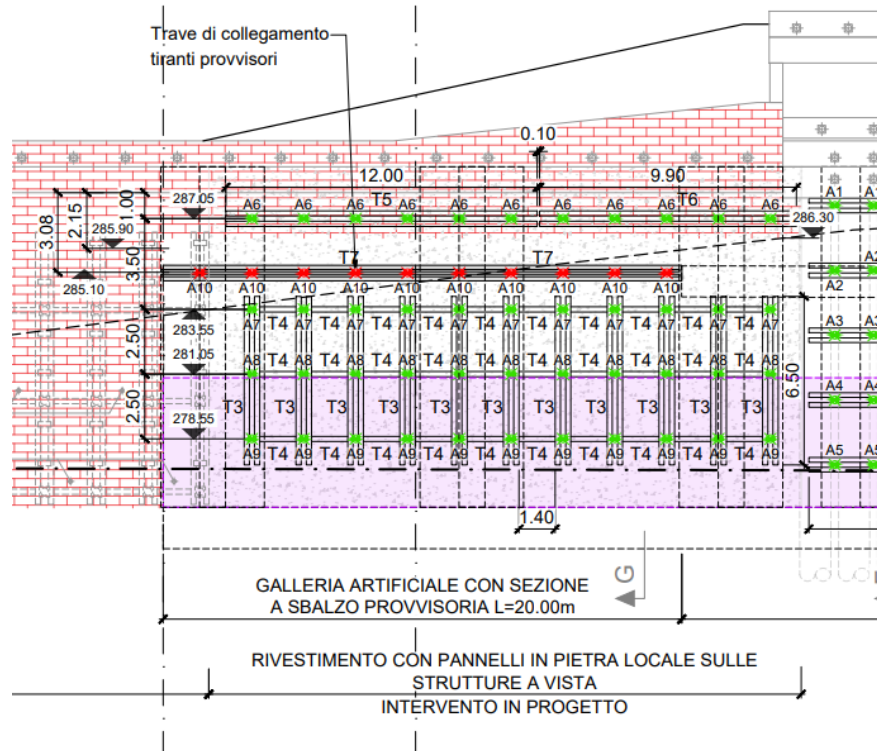 Trave di collegamento
tiranti provvisori
0.10
12.00
9.90
T5
T6
A6 A6 A6 A6 A6 A6 A6 A6 A6 A6 A6
A1 A1
287.05
286.30
1.00
2.15
3.08
285.90
3.50
T7 T7
285.10
A10 A10 A10 A10 A10 A10 A10 A10 A10 A10
A2 A2
283.55
A7 T4 A7 T4 A7 T4 A7 T4 A7 T4 A7 T4 A7 T4 A7 T4 A7 T4 A7 T4 A7
A3 A3
2.50
281.05
A8 T4 A8 T4 A8 T4 A8 T4 A8 T4 A8 T4 A8 T4 A8 T4 A8 T4 A8 T4 A8
6.50
A4 A4
2.50
278.55
T3 T3 T3 T3 T3 T3 T3 T3 T3 T3 T3
A9 T4 A9 T4 A9 T4 A9 T4 A9 T4 A9 T4 A9 T4 A9 T4 A9 T4 A9 T4 A9
A5 A5
1.40
G
GALLERIA ARTIFICIALE CON SEZIONE
A SBALZO PROVVISORIA L=20.00m
RIVESTIMENTO CON PANNELLI IN PIETRA LOCALE SULLE
STRUTTURE A VISTA
INTERVENTO IN PROGETTO